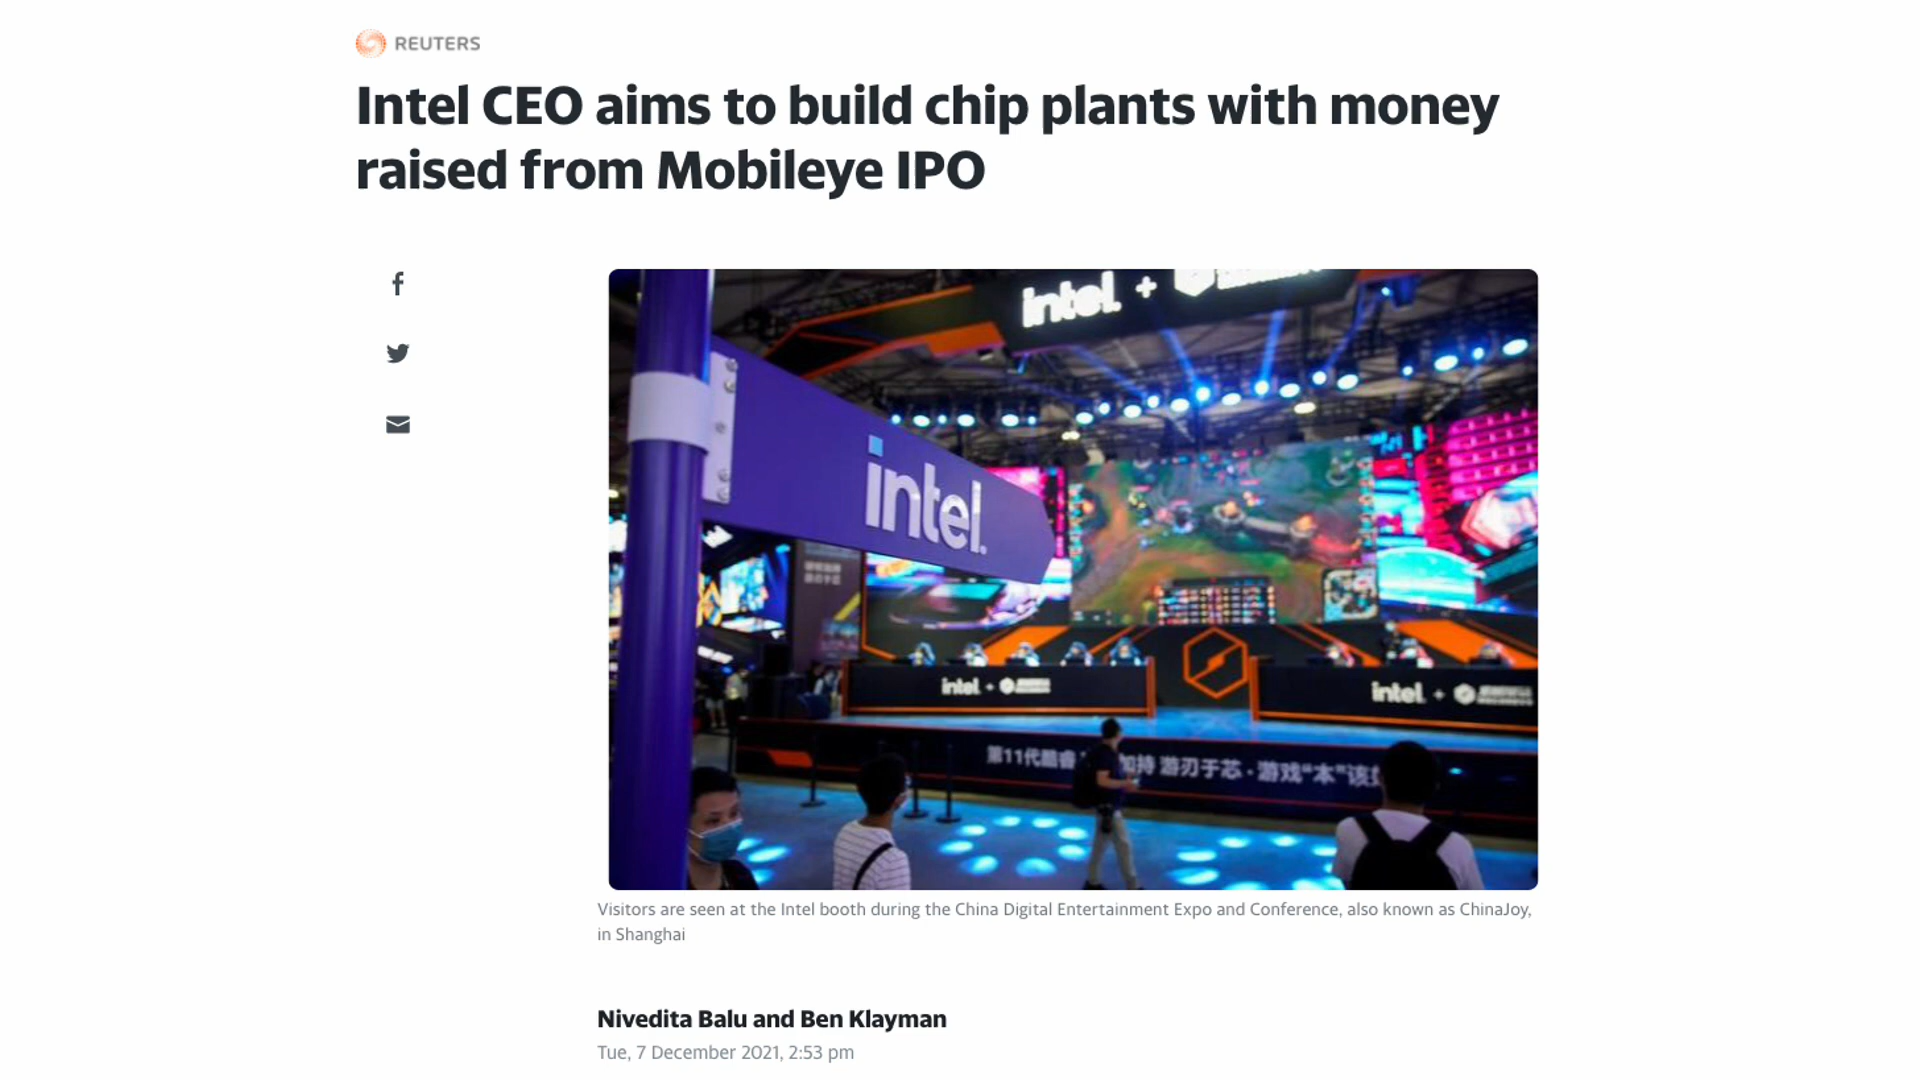 REUTERS
Intel CEO aims to build chip plants with money
raised from Mobileye IPO
intel. +
intel.
intel +
intel +
第11代酷睿
加持 游刃于芯·游戏“本”该
Visitors are seen at the Intel booth during the China Digital Entertainment Expo and Conference, also known as ChinaJoy,
in Shanghai
Nivedita Balu and Ben Klayman
Tue, 7 December 2021, 2:53 pm